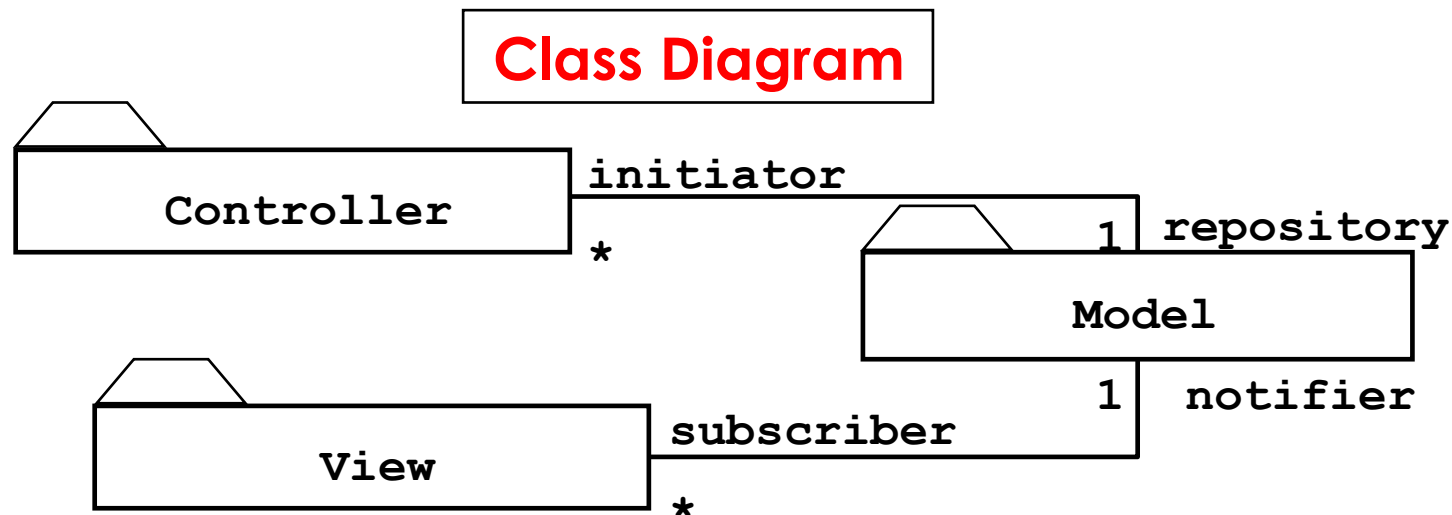 Class Diagram
initiator
Controller
*
1 repository
Model
1 notifier
subscriber
View
*